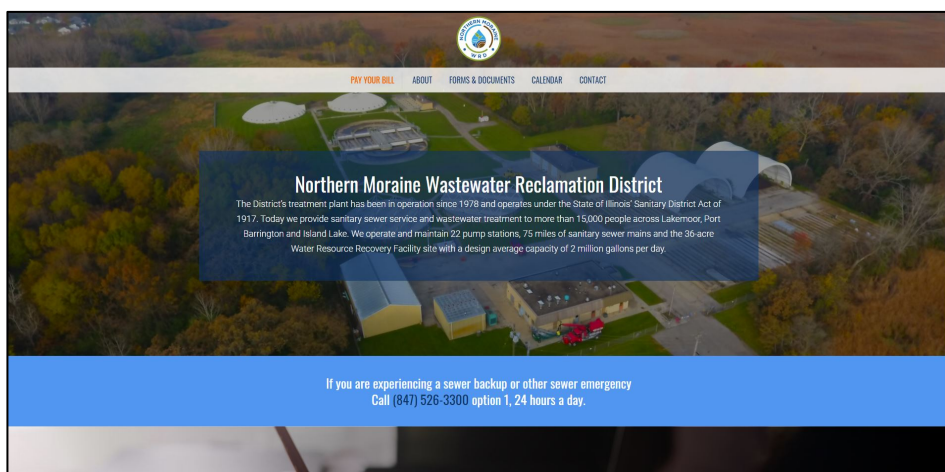 NORTHERN MORAINE
WRD
PAY YOUR BILL ABOUT FORMS & DOCUMENTS CALENDAR CONTACT
Northern Moraine Wastewater Reclamation District
The District's treatment plant has been in operation since 1978 and operates under the State of Illinois' Sanitary District Act of
1917. Today we provide sanitary sewer service and wastewater treatment to more than 15,000 people across Lakemoor, Port
Barrington and Island Lake. We operate and maintain 22 pump stations, 75 miles of sanitary sewer mains and the 36-acre
Water Resource Recovery Facility site with a design average capacity of 2 million gallons per day.
If you are experiencing a sewer backup or other sewer emergency
Call (847) 526-3300 option 1, 24 hours a day.